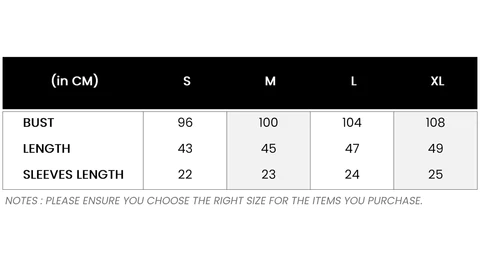 (in CM) S M L XL
BUST 96 100 104 108
LENGTH 43 45 47 49
SLEEVES LENGTH 22 23 24 25
NOTES : PLEASE ENSURE YOU CHOOSE THE RIGHT SIZE FOR THE ITEMS YOU PURCHASE.